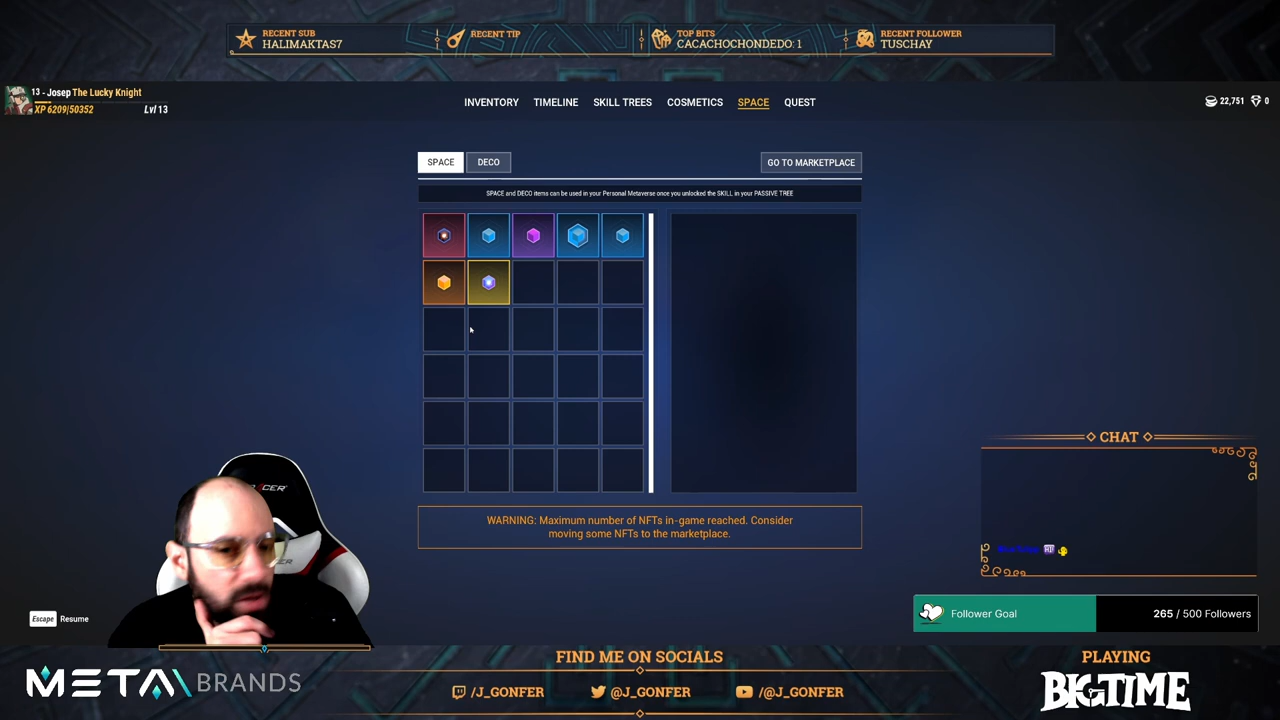 RECENT SUB
HALIMAKTAS7
RECENT TIP
TOP BITS
CACACHOCHONDEDO: 1
RECENT FOLLOWER
TUSCHAY
13 - Josep The Lucky Knight
XP 6209|50352
Lvl 13
INVENTORY
TIMELINE
SKILL TREES
COSMETICS
SPACE
QUEST
22,751
0
SPACE
DECO
GO TO MARKETPLACE
SPACE and DECO items can be used in your Personal Metaverse once you unlocked the SKILL in your PASSIVE TREE
WARNING: Maximum number of NFTs in-game reached. Consider
moving some NFTs to the marketplace.
CHAT
Escape
Resume
Follower Goal
265 / 500 Followers
FIND ME ON SOCIALS
/J_GONFER
@J_GONFER
/@J_GONFER
META BRANDS
PLAYING
BIGTIME